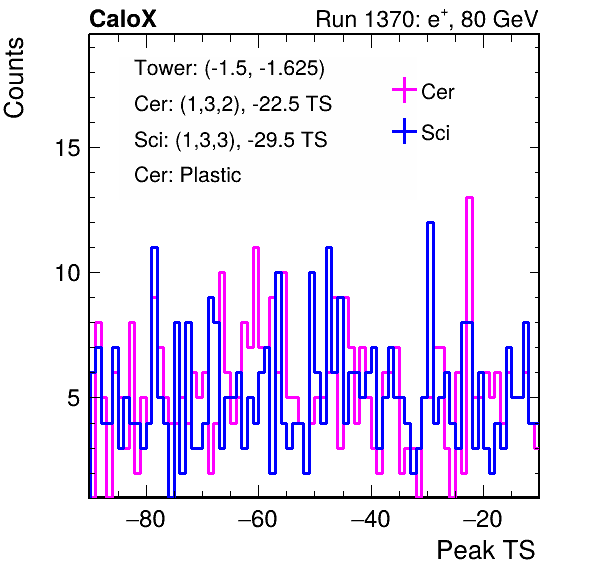 CaloX Run 1370: e⁺, 80 GeV
Counts
Tower: (-1.5, -1.625)
Cer: (1,3,2), -22.5 TS
Sci: (1,3,3), -29.5 TS
Cer: Plastic
Cer
Sci
15
10
5
−80 −60 −40 −20
Peak TS